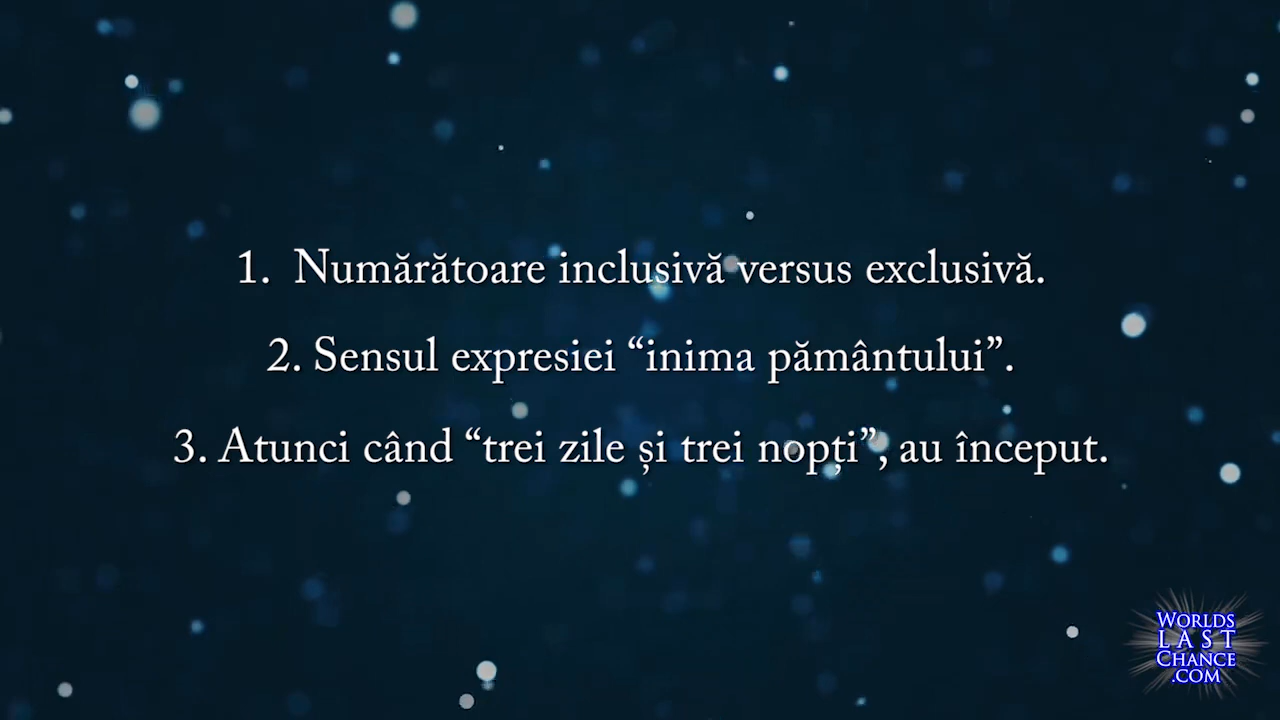 1. Numărătoare inclusivă versus exclusivă.
2. Sensul expresiei “inima pământului”.
3. Atunci când “trei zile și trei nopți”, au început.
WORLDS
LAST
CHANCE
.COM